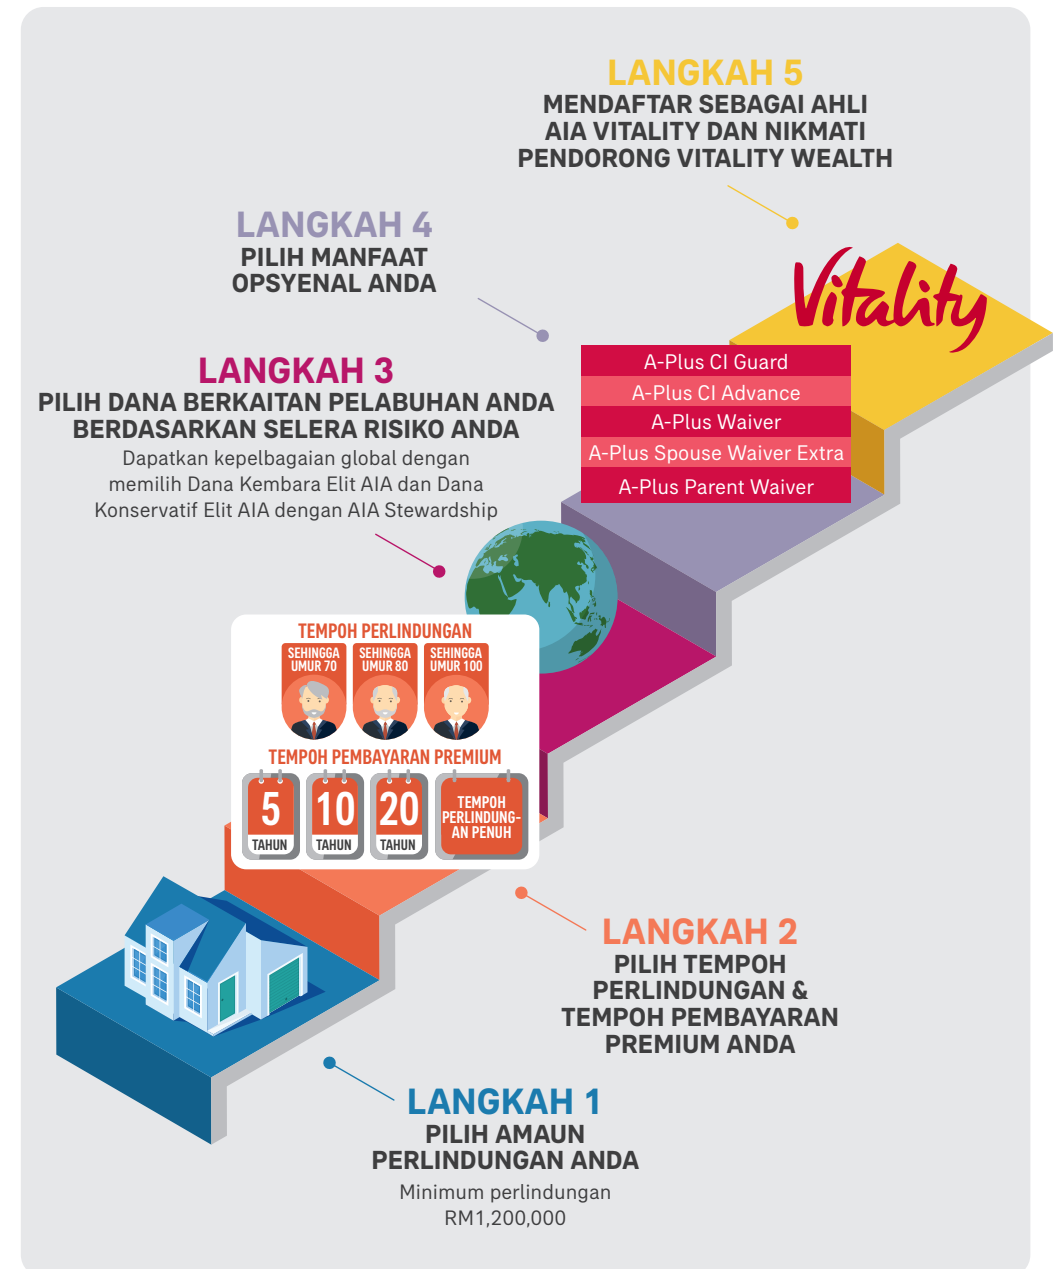 LANGKAH 5
MENDAFTAR SEBAGAI AHLI
AIA VITALITY DAN NIKMATI
PENDORONG VITALITY WEALTH
Vitality
LANGKAH 4
PILIH MANFAAT
OPSYENAL ANDA
A-Plus CI Guard
A-Plus CI Advance
A-Plus Waiver
A-Plus Spouse Waiver Extra
A-Plus Parent Waiver
LANGKAH 3
PILIH DANA BERKAITAN PELABUHAN ANDA
BERDASARKAN SELERA RISIKO ANDA
Dapatkan kepelbagaian global dengan
memilih Dana Kembara Elit AIA dan Dana
Konservatif Elit AIA dengan AIA Stewardship
TEMPOH PERLINDUNGAN
SEHINGGA
UMUR 70
SEHINGGA
UMUR 80
SEHINGGA
UMUR 100
TEMPOH PEMBAYARAN PREMIUM
5
TAHUN
10
TAHUN
20
TAHUN
TEMPOH
PERLINDUNG-
AN PENUH
LANGKAH 2
PILIH TEMPOH
PERLINDUNGAN &
TEMPOH PEMBAYARAN
PREMIUM ANDA
LANGKAH 1
PILIH AMAUN
PERLINDUNGAN ANDA
Minimum perlindungan
RM1,200,000